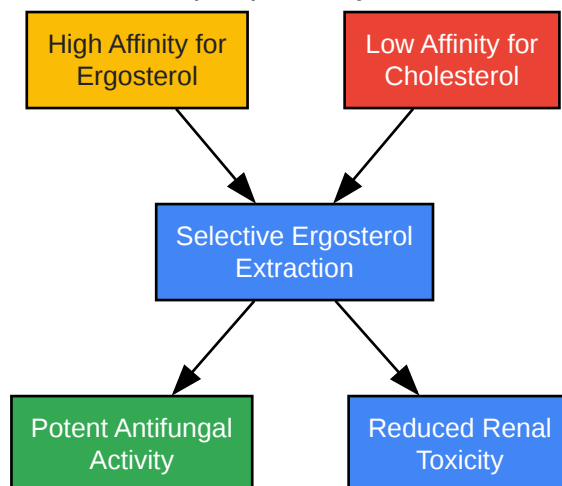 High Affinity for
Ergosterol
Low Affinity for
Cholesterol
Selective Ergosterol
Extraction
Potent Antifungal
Activity
Reduced Renal
Toxicity